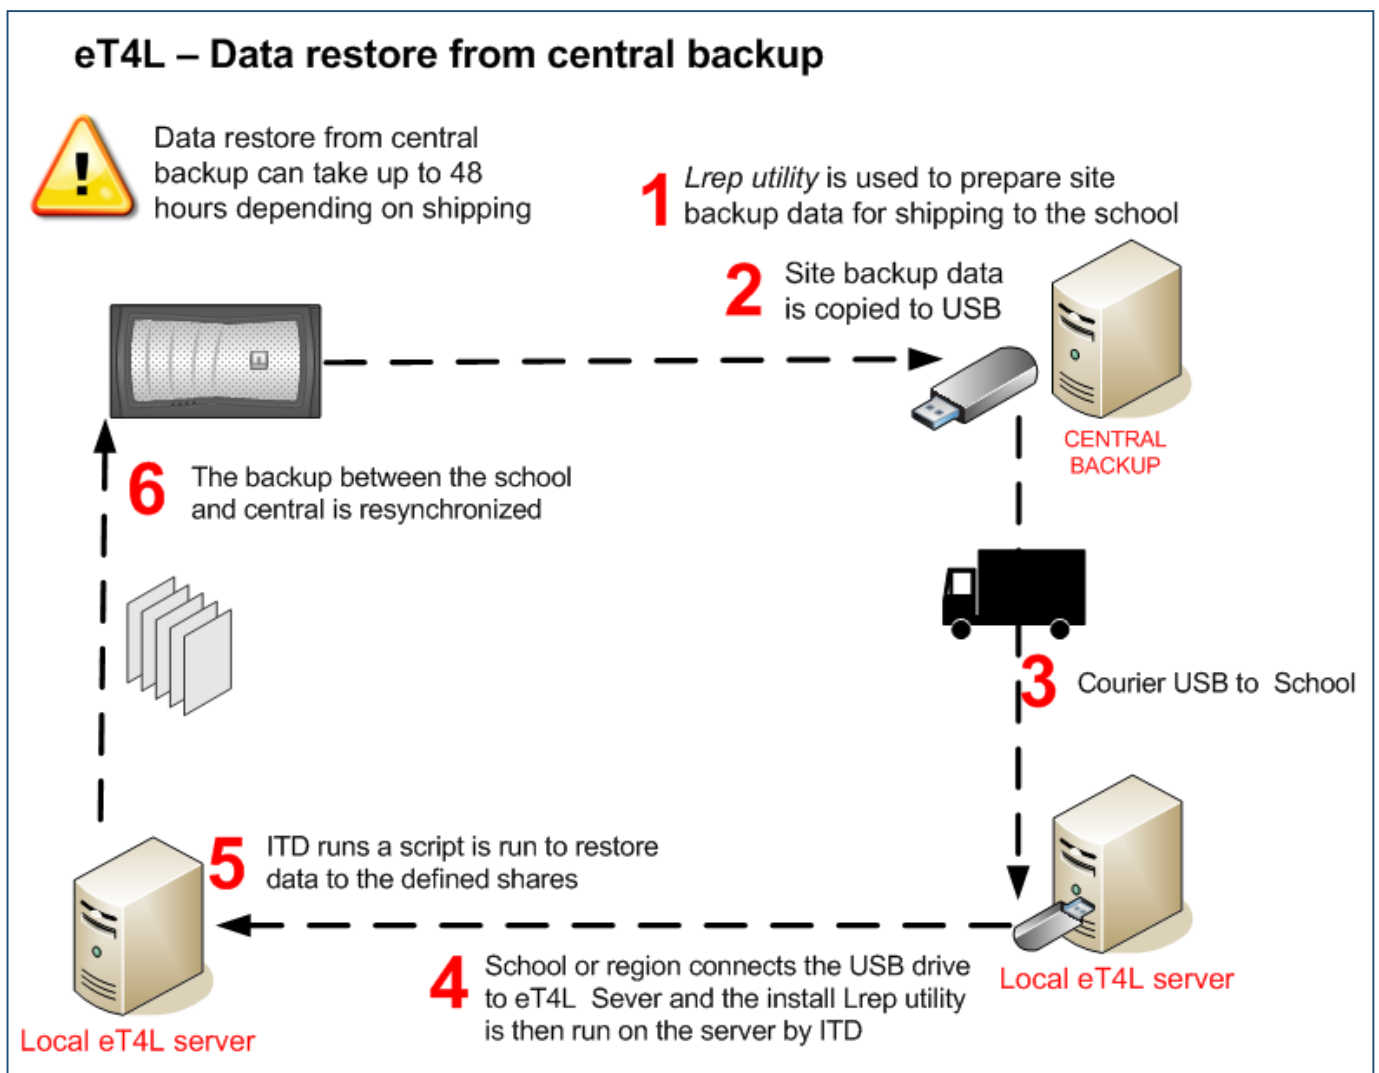 eT4L – Data restore from central backup
Data restore from central
backup can take up to 48
hours depending on shipping
1
Lrep utility is used to prepare site
backup data for shipping to the school
2
Site backup data
is copied to USB
CENTRAL
BACKUP
6
The backup between the school
and central is resynchronized
3
Courier USB to School
5
ITD runs a script is run to restore
data to the defined shares
4
School or region connects the USB drive
to eT4L Sever and the install Lrep utility
is then run on the server by ITD
Local eT4L server
Local eT4L server